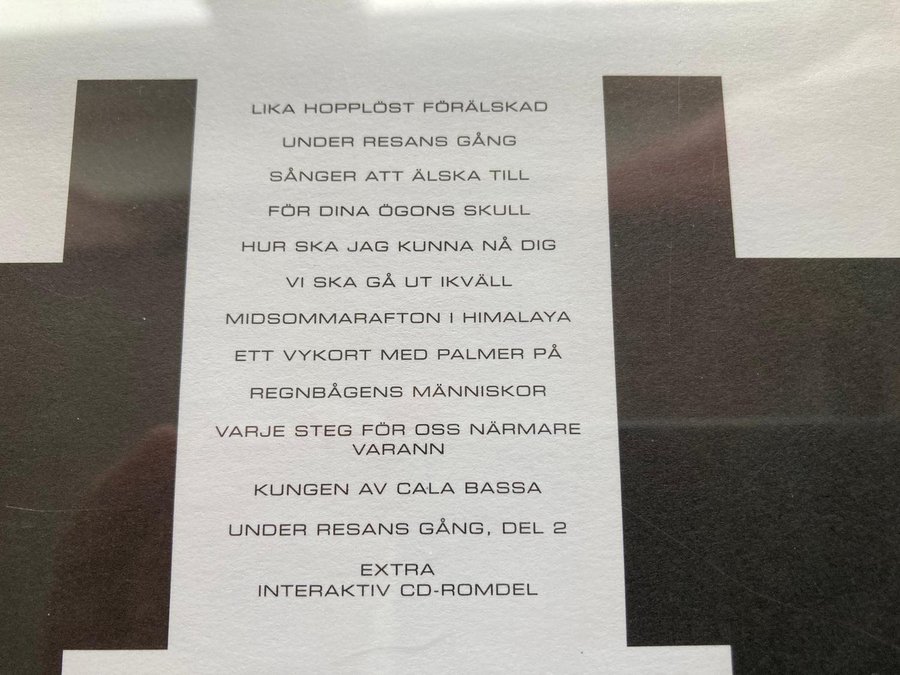 LIKA HOPPLÖST FÖRÄLSKAD
UNDER RESANS GÅNG
SÅNGER ATT ÄLSKA TILL
FÖR DINA ÖGONS SKULL
HUR SKA JAG KUNNA NÅ DIG
VI SKA GÅ UT IKVÄLL
MIDSOMMARAFTON I HIMALAYA
ETT VYKORT MED PALMER PÅ
REGNBÅGENS MÄNNISKOR
VARJE STEG FÖR OSS NÄRMARE
VARANN
KUNGEN AV CALA BASSA
UNDER RESANS GÅNG, DEL 2
EXTRA
INTERAKTIV CD-ROMDEL